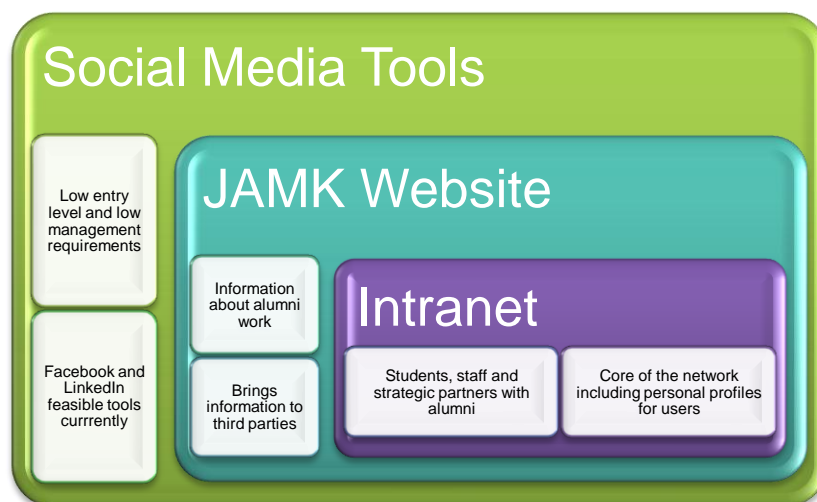 Social Media Tools
Low entry
level and low
management
requirements
Facebook and
LinkedIn
feasible tools
currrently
JAMK Website
Information
about alumni
work
Brings
information to
third parties
Intranet
Students, staff and
strategic partners with
alumni
Core of the network
including personal profiles
for users